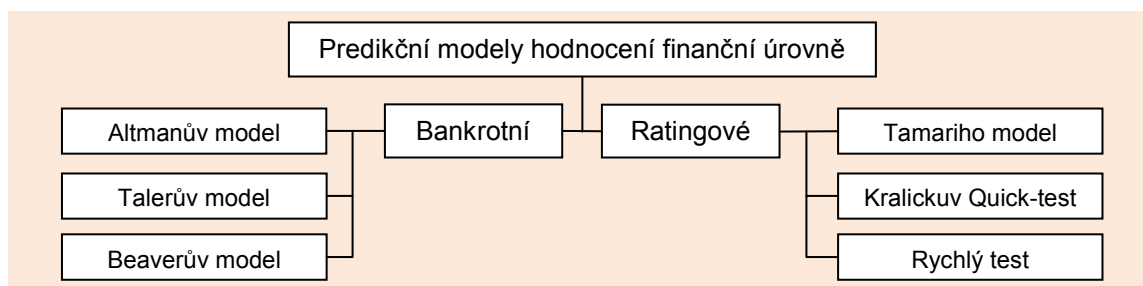 Predikční modely hodnocení finanční úrovně
Bankrotní
Ratingové
Altmanův model
Talerův model
Beaverův model
Tamariho model
Kralickuv Quick-test
Rychlý test